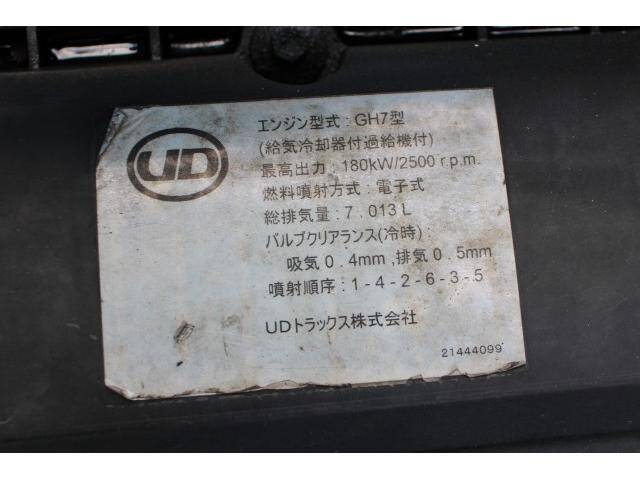 UD
エンジン型式：GH7型
(給気冷却器付過給機付)
最高出力：180kW/2500 r.p.m.
燃料噴射方式：電子式
総排気量：7．013 L
バルブクリアランス(冷時)：
吸気0．4mm,排気0．5mm
噴射順序：1-4-2-6-3-5
UDトラックス株式会社
21444099